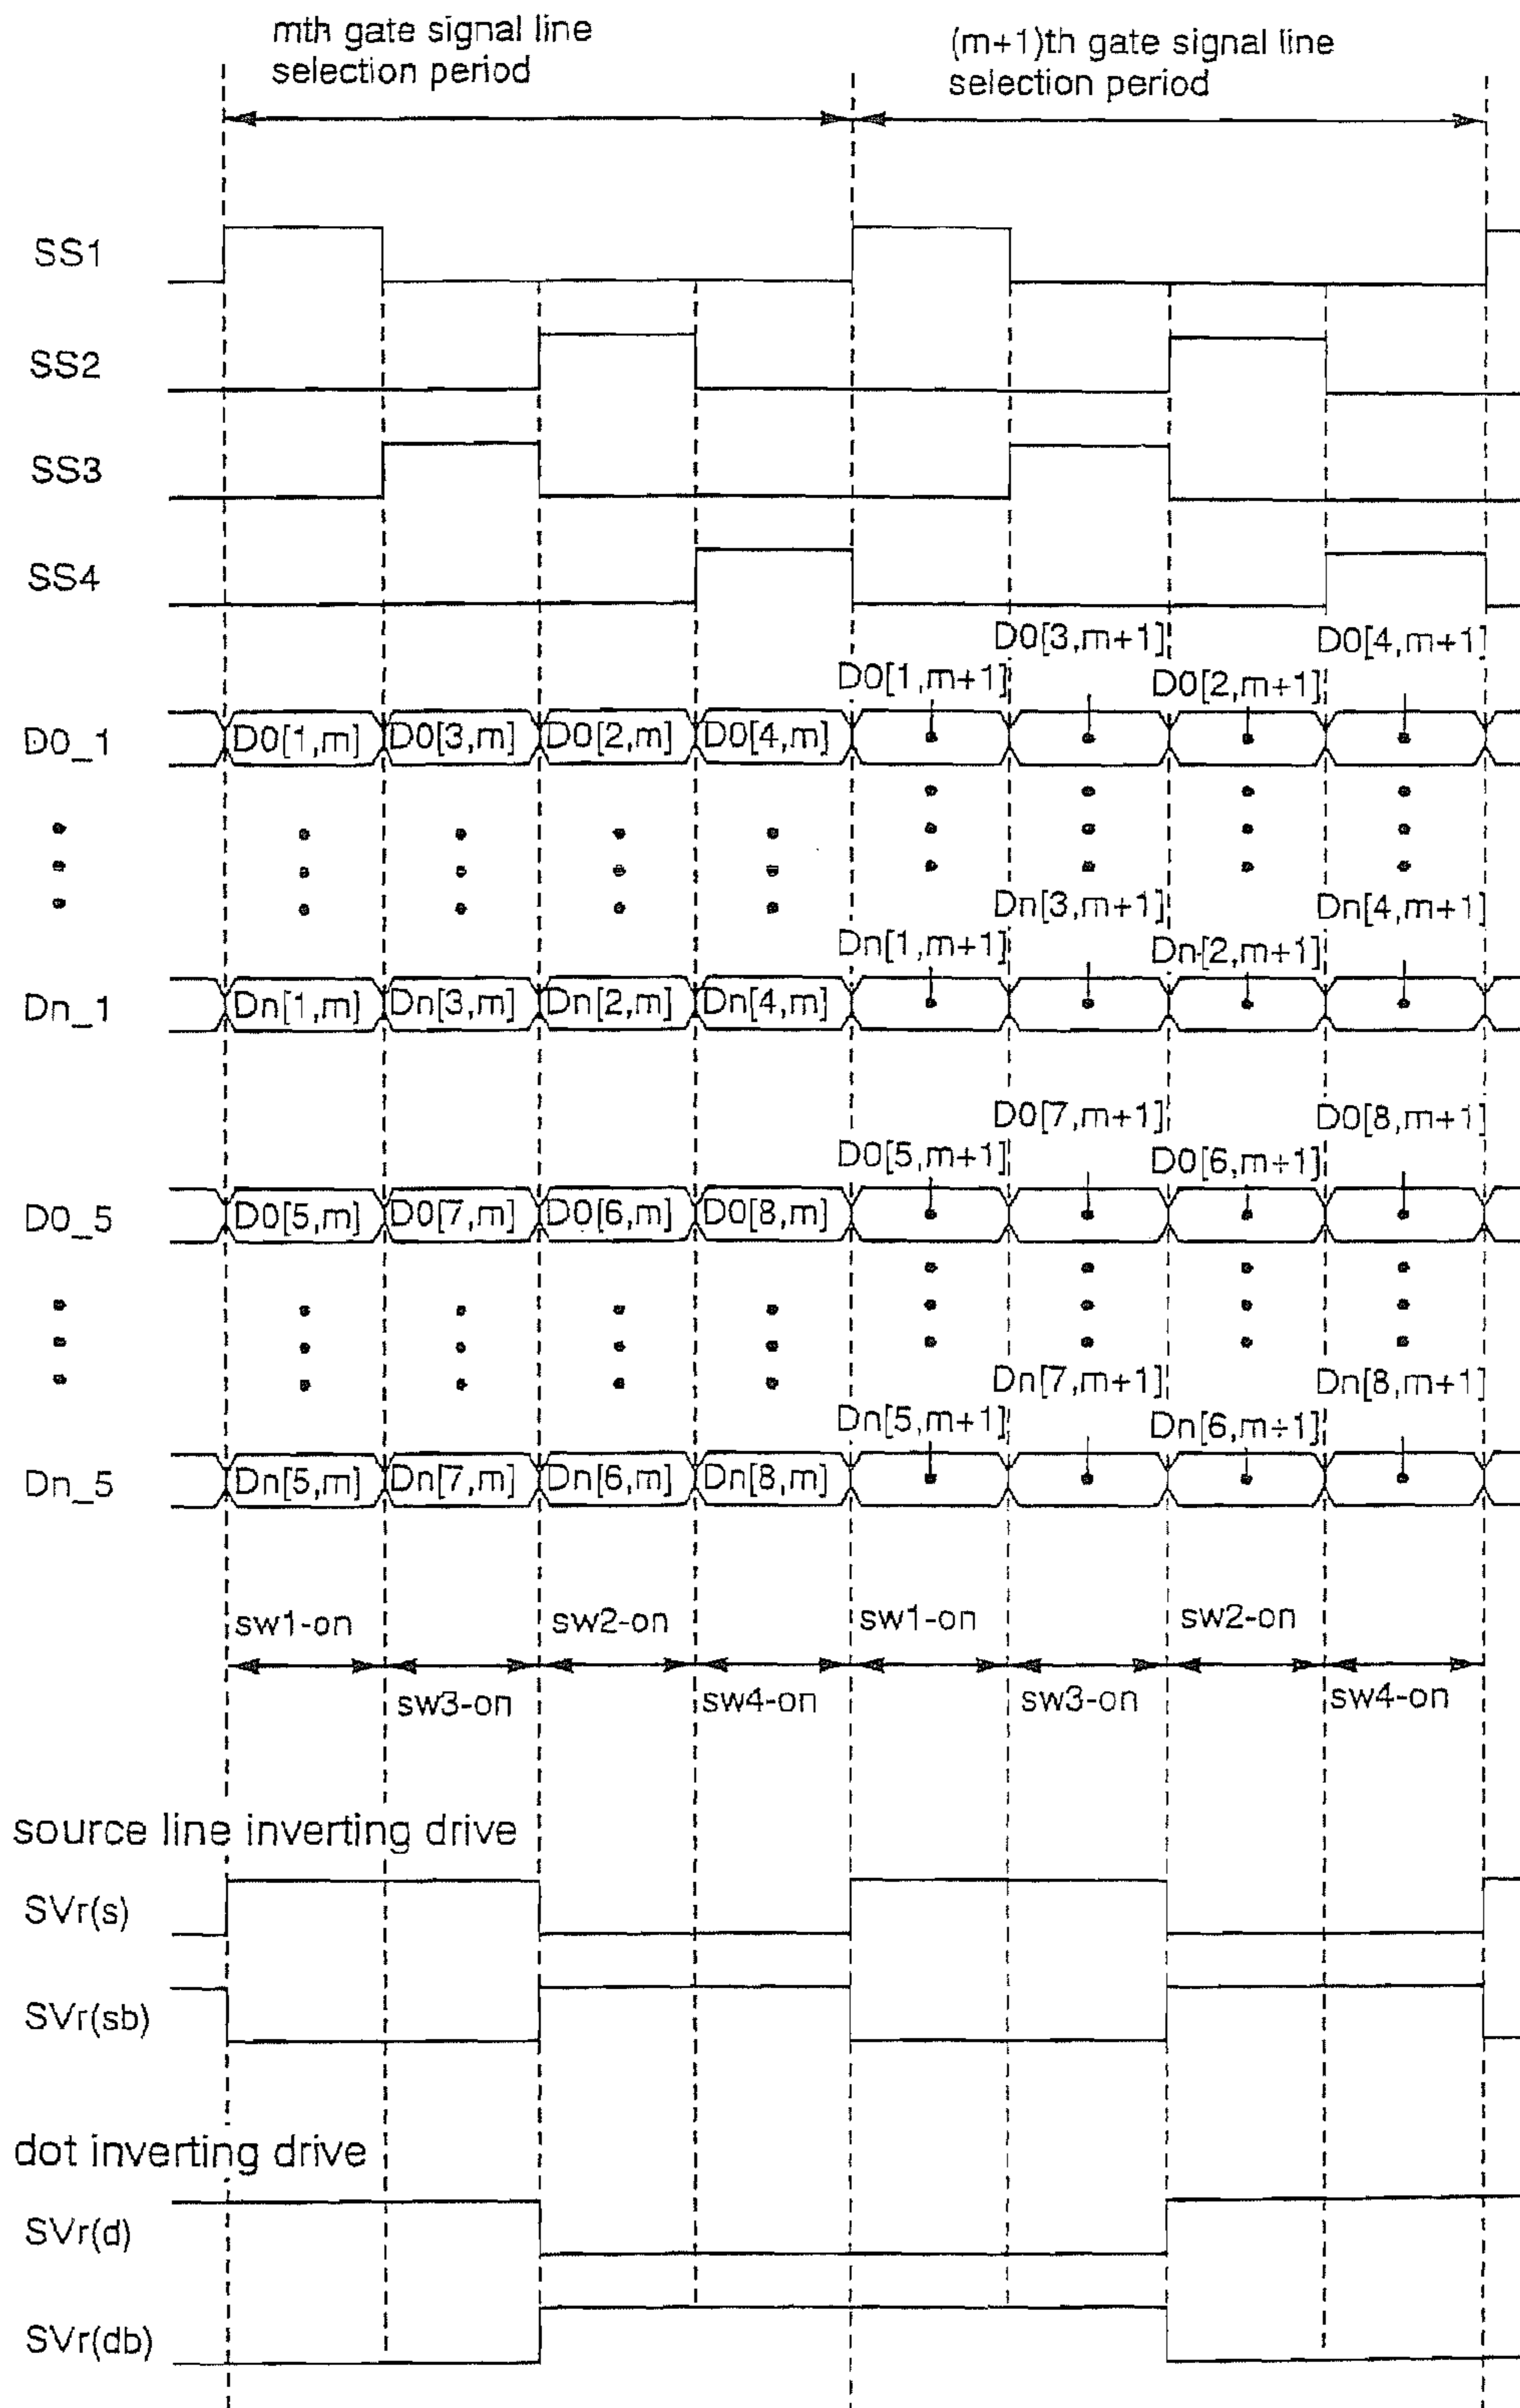 mth gate signal line
selection period
(m+1)th gate signal line
selection period
SS1
SS2
SS3
SS4
D0[3,m+1]
D0[4,m+1]
D0[1,m+1]
D0[2,m+1]
D0_1
D0[1,m]
D0[3,m]
D0[2,m]
D0[4,m]
Dn[3,m+1]
Dn[4,m+1]
Dn[1,m+1]
Dn[2,m+1]
Dn_1
Dn[1,m]
Dn[3,m]
Dn[2,m]
Dn[4,m]
D0[7,m+1]
D0[8,m+1]
D0[5,m+1]
D0[6,m+1]
D0_5
D0[5,m]
D0[7,m]
D0[6,m]
D0[8,m]
Dn[7,m+1]
Dn[8,m+1]
Dn[5,m+1]
Dn[6,m+1]
Dn_5
Dn[5,m]
Dn[7,m]
Dn[6,m]
Dn[8,m]
sw1-on
sw2-on
sw1-on
sw2-on
sw3-on
sw4-on
sw3-on
sw4-on
source line inverting drive
SVr(s)
SVr(sb)
dot inverting drive
SVr(d)
SVr(db)